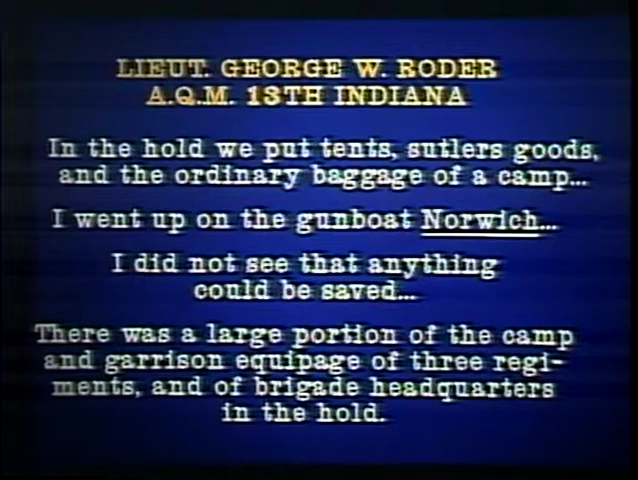 LIEUT. GEORGE W. RODER
A.Q.M. 13TH INDIANA
In the hold we put tents, sutlers goods,
and the ordinary baggage of a camp...
I went up on the gunboat Norwich...
I did not see that anything
could be saved...
There was a large portion of the camp
and garrison equipage of three regi-
ments, and of brigade headquarters
in the hold.